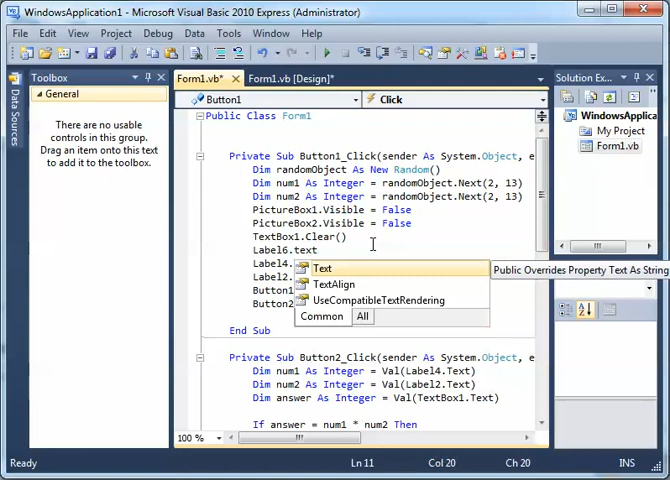 WindowsApplication1 - Microsoft Visual Basic 2010 Express (Administrator)
File Edit View Project Debug Data Tools Window Help
Toolbox
General
There are no usable
controls in this group.
Drag an item onto this
text to add it to the
toolbox.
Data Sources
Form1.vb*
Form1.vb [Design]*
Button1
Click
Public Class Form1
Private Sub Button1_Click(sender As System.Object, e
Dim randomObject As New Random()
Dim num1 As Integer = randomObject.Next(2, 13)
Dim num2 As Integer = randomObject.Next(2, 13)
PictureBox1.Visible = False
PictureBox2.Visible = False
TextBox1.Clear()
Label6.text
Label4.
Label2.
Button1
Button2
Text
TextAlign
UseCompatibleTextRendering
Common All
Public Overrides Property Text As String
End Sub
Private Sub Button2_Click(sender As System.Object, e
Dim num1 As Integer = Val(Label4.Text)
Dim num2 As Integer = Val(Label2.Text)
Dim answer As Integer = Val(TextBox1.Text)
If answer = num1 * num2 Then
100 %
Solution Ex...
WindowsApplica
My Project
Form1.vb
Ready
Ln 11
Col 20
Ch 20
INS